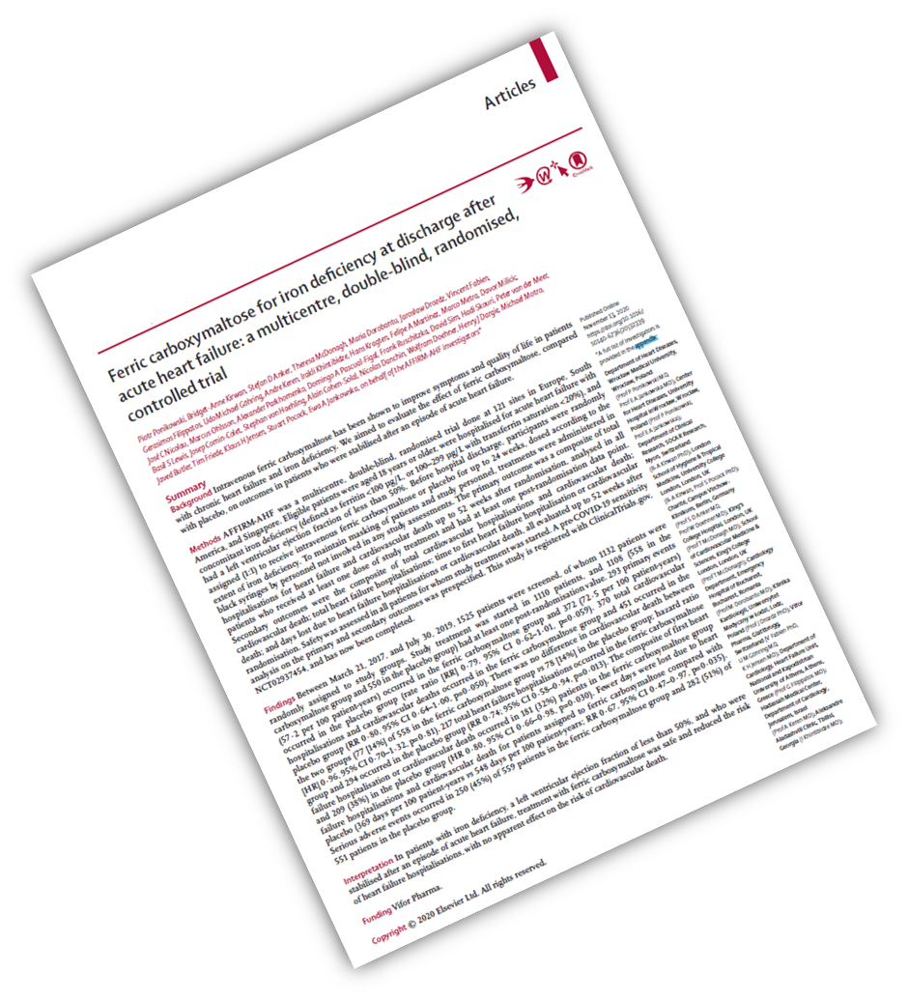 Articles
Ferric carboxymaltose for iron deficiency at discharge after
acute heart failure: a multicentre, double-blind, randomised,
controlled trial
Piotr Ponikowski, Bridget-Anne Kirwan, Stefan D Anker, Theresa McDonagh, Maria Dorobantu, Jarosław Drozdz, Vincent Fabien,
Gerasimos Filippatos, Udo Michael Göhring, Andre Keren, Irakli Khintibidze, Hans Kragten, Felipe A Martinez, Marco Metra, Davor Milicic,
José C Nicolau, Marcus Ohlsson, Alexander Parkhomenko, Domingo A Pascual-Figal, Frank Ruschitzka, David Sim, Hadi Skouri, Peter van der Meer,
Basil S Lewis, Josep Comin-Colet, Stephan von Haehling, Alain Cohen-Solal, Nicolas Danchin, Wolfram Doehner, Henry J Dargie, Michael Motro,
Javed Butler, Tim Friede, Klaus H Jensen, Stuart Pocock, Ewa A Jankowska, on behalf of the AFFIRM-AHF investigators*
Summary
Background Intravenous ferric carboxymaltose has been shown to improve symptoms and quality of life in patients
with chronic heart failure and iron deficiency. We aimed to evaluate the effect of ferric carboxymaltose, compared
with placebo, on outcomes in patients who were stabilised after an episode of acute heart failure.
Methods AFFIRM-AHF was a multicentre, double-blind, randomised trial done at 121 sites in Europe, South
America, and Singapore. Eligible patients were aged 18 years or older, were hospitalised for acute heart failure with
concomitant iron deficiency (defined as ferritin <100 μg/L, or 100–299 μg/L with transferrin saturation <20%), and
had a left ventricular ejection fraction of less than 50%. Before hospital discharge, participants were randomly
assigned (1:1) to receive intravenous ferric carboxymaltose or placebo for up to 24 weeks, dosed according to the
extent of iron deficiency. To maintain masking of patients and study personnel, treatments were administered in
black syringes by personnel not involved in any study assessments. The primary outcome was a composite of total
hospitalisations for heart failure and cardiovascular death up to 52 weeks after randomisation, analysed in all
patients who received at least one dose of study treatment and had at least one post-randomisation data point.
Secondary outcomes were the composite of total cardiovascular hospitalisations and cardiovascular death;
cardiovascular death; total heart failure hospitalisations; time to first heart failure hospitalisation or cardiovascular
death; and days lost due to heart failure hospitalisations or cardiovascular death, all evaluated up to 52 weeks after
randomisation. Safety was assessed in all patients for whom study treatment was started. A pre-COVID-19 sensitivity
analysis on the primary and secondary outcomes was prespecified. This study is registered with ClinicalTrials.gov,
NCT02937454, and has now been completed.
Findings Between March 21, 2017, and July 30, 2019, 1525 patients were screened, of whom 1132 patients were
randomly assigned to study groups. Study treatment was started in 1110 patients, and 1108 (558 in the
carboxymaltose group and 550 in the placebo group) had at least one post-randomisation value. 293 primary events
(57·2 per 100 patient-years) occurred in the ferric carboxymaltose group and 372 (72·5 per 100 patient-years)
occurred in the placebo group (rate ratio [RR] 0·79, 95% CI 0·62–1·01, p=0·059). 370 total cardiovascular
hospitalisations and cardiovascular deaths occurred in the ferric carboxymaltose group and 451 occurred in the
placebo group (RR 0·80, 95% CI 0·64–1·00, p=0·050). There was no difference in cardiovascular death between
the two groups (77 [14%] of 558 in the ferric carboxymaltose group vs 78 [14%] in the placebo group; hazard ratio
[HR] 0·96, 95% CI 0·70–1·32, p=0·81). 217 total heart failure hospitalisations occurred in the ferric carboxymaltose
group and 294 occurred in the placebo group (RR 0·74; 95% CI 0·58–0·94, p=0·013). The composite of first heart
failure hospitalisation or cardiovascular death occurred in 181 (32%) patients in the ferric carboxymaltose group
and 209 (38%) in the placebo group (HR 0·80, 95% CI 0·66–0·98, p=0·030). Fewer days were lost due to heart
failure hospitalisations and cardiovascular death for patients assigned to ferric carboxymaltose compared with
placebo (369 days per 100 patient-years vs 548 days per 100 patient-years; RR 0·67, 95% CI 0·47–0·97, p=0·035).
Serious adverse events occurred in 250 (45%) of 559 patients in the ferric carboxymaltose group and 282 (51%) of
551 patients in the placebo group.
Interpretation In patients with iron deficiency, a left ventricular ejection fraction of less than 50%, and who were
stabilised after an episode of acute heart failure, treatment with ferric carboxymaltose was safe and reduced the risk
of heart failure hospitalisations, with no apparent effect on the risk of cardiovascular death.
Funding Vifor Pharma.
Copyright © 2020 Elsevier Ltd. All rights reserved.
Published Online
November 13, 2020
https://doi.org/10.1016/
S0140-6736(20)32339-
*A full list of investigators is
provided in the appendix
Department of Heart Diseases,
Wroclaw Medical University,
Wrocław, Poland
(Prof P Ponikowski MD,
Prof E A Jankowska MD); Center
for Heart Diseases, University
Hospital in Wrocław, Wrocław,
Poland (Prof P Ponikowski,
Prof E A Jankowska);
Department of Clinical
Research, SOCAR Research,
Nyon, Switzerland
(B-A Kirwan PhD); London
School of Hygiene & Tropical
Medicine, University College
London, London, UK
(B-A Kirwan, Prof S Pocock PhD);
Charité, Campus Virchow-
Klinikum, Berlin, Germany
(Prof S D Anker MD,
Prof W Doehner MD); King's
College Hospital, London, UK
(Prof T McDonagh MD); School
of Cardiovascular Medicine &
Sciences, King's College
London, London, UK
(Prof T McDonagh); Cardiology
Department, Emergency
Hospital of Bucharest,
Bucharest, Romania
(Prof M Dorobantu MD); Klinika
Kardiologii, Uniwersytet
Medyczny w Łodzi, Łódź,
Poland (Prof J Drozdz PhD); Vifor
Pharma, Glattbrugg,
Switzerland (V Fabien PhD,
U M Göhring MD,
K H Jensen MD); Department of
Cardiology, Heart Failure Unit,
National and Kapodistrian
University of Athens, Athens,
Greece (Prof G Filippatos MD);
Hadassah Medical Center,
Department of Cardiology,
Jerusalem, Israel
(Prof A Keren MD); Aleksandre
Aladashvili Clinic, Tbilisi,
Georgia (I Khintibidze MD);